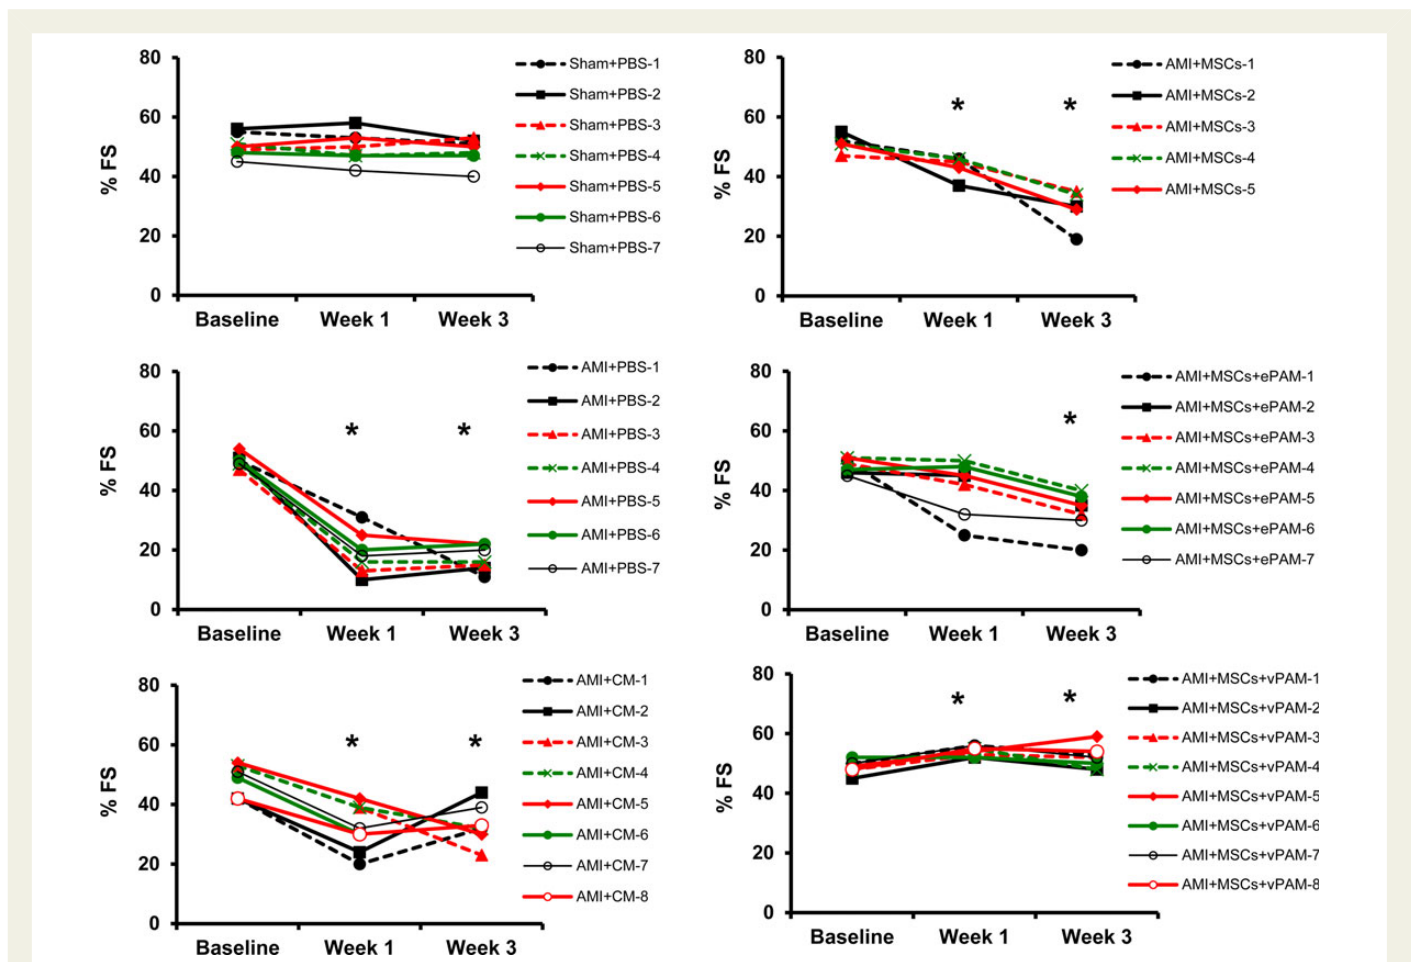 80
60
40
20
0
% FS
Baseline Week 1 Week 3
Sham+PBS-1
Sham+PBS-2
Sham+PBS-3
Sham+PBS-4
Sham+PBS-5
Sham+PBS-6
Sham+PBS-7
80
60
40
20
0
% FS
* *
Baseline Week 1 Week 3
AMI+MSCs-1
AMI+MSCs-2
AMI+MSCs-3
AMI+MSCs-4
AMI+MSCs-5
80
60
40
20
0
% FS
* *
Baseline Week 1 Week 3
AMI+PBS-1
AMI+PBS-2
AMI+PBS-3
AMI+PBS-4
AMI+PBS-5
AMI+PBS-6
AMI+PBS-7
80
60
40
20
0
% FS
*
Baseline Week 1 Week 3
AMI+MSCs+ePAM-1
AMI+MSCs+ePAM-2
AMI+MSCs+ePAM-3
AMI+MSCs+ePAM-4
AMI+MSCs+ePAM-5
AMI+MSCs+ePAM-6
AMI+MSCs+ePAM-7
80
60
40
20
0
% FS
* *
Baseline Week 1 Week 3
AMI+CM-1
AMI+CM-2
AMI+CM-3
AMI+CM-4
AMI+CM-5
AMI+CM-6
AMI+CM-7
AMI+CM-8
80
60
40
20
0
% FS
* *
Baseline Week 1 Week 3
AMI+MSCs+vPAM-1
AMI+MSCs+vPAM-2
AMI+MSCs+vPAM-3
AMI+MSCs+vPAM-4
AMI+MSCs+vPAM-5
AMI+MSCs+vPAM-6
AMI+MSCs+vPAM-7
AMI+MSCs+vPAM-8